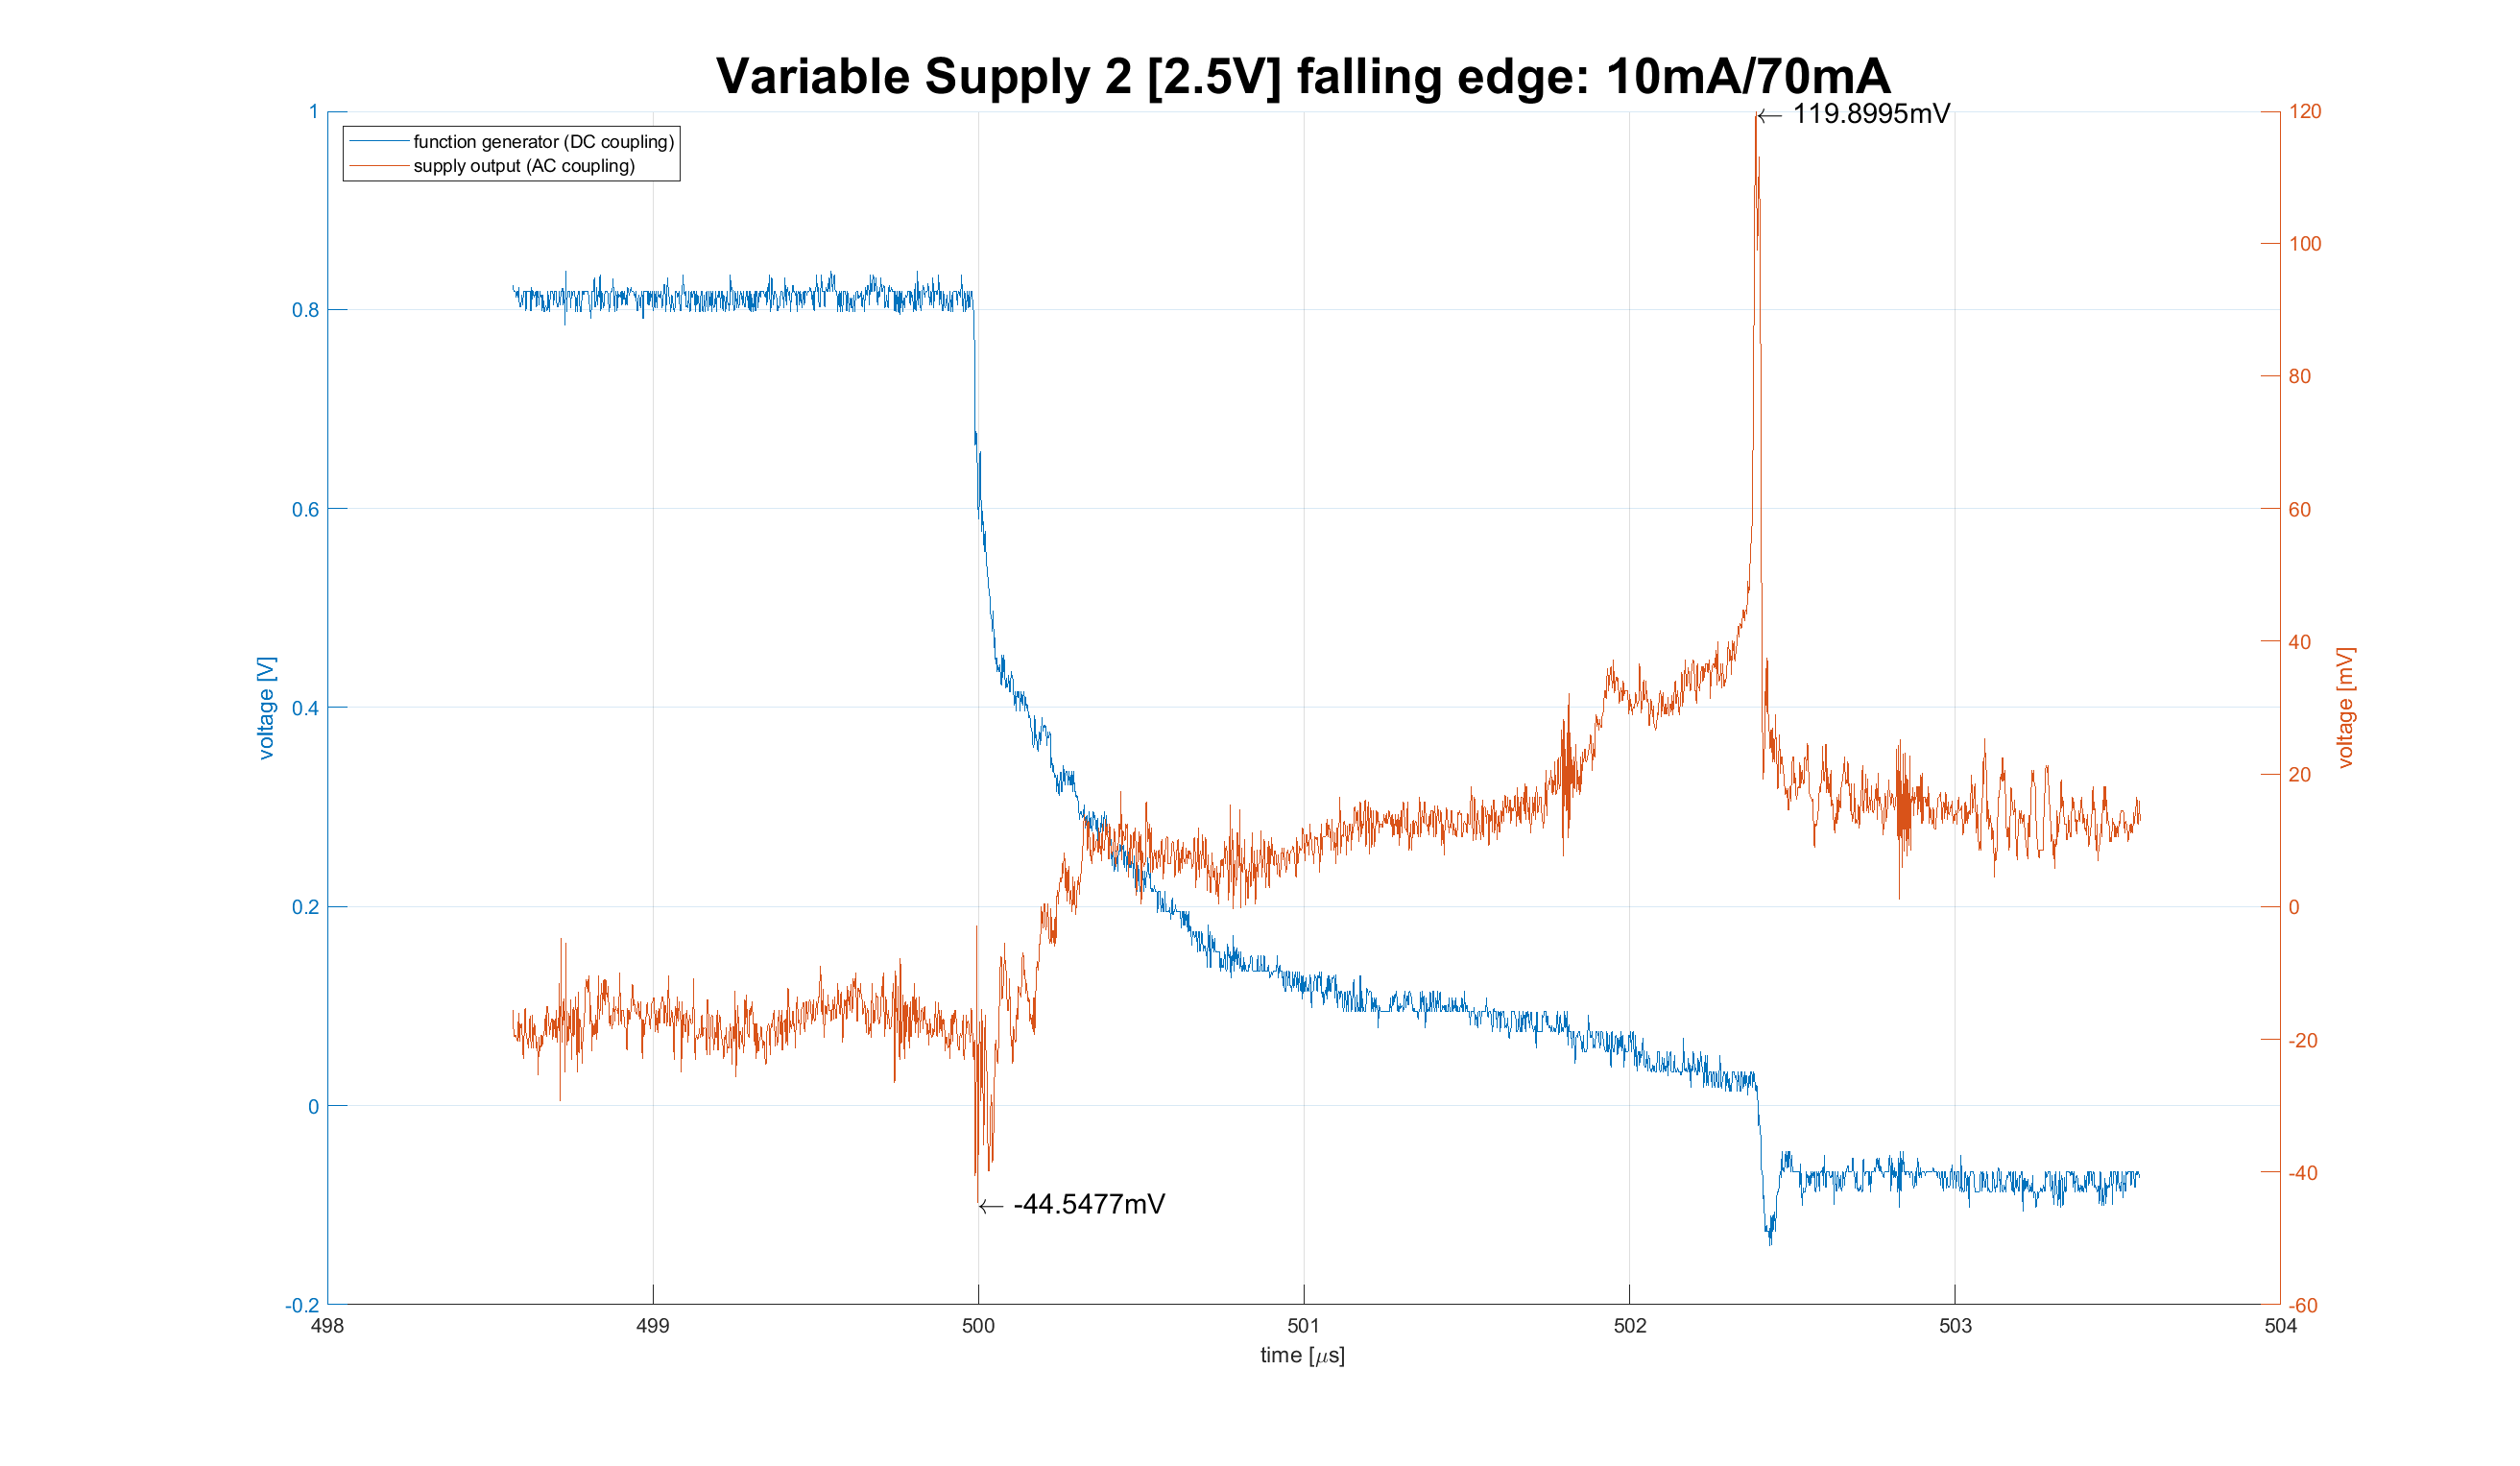 Variable Supply 2 [2.5V] falling edge: 10mA/70mA
function generator (DC coupling)
supply output (AC coupling)
← 119.8995mV
← -44.5477mV
voltage [V]
1
0.8
0.6
0.4
0.2
0
-0.2
voltage [mV]
120
100
80
60
40
20
0
-20
-40
-60
498 499 500 501 502 503 504
time [μs]